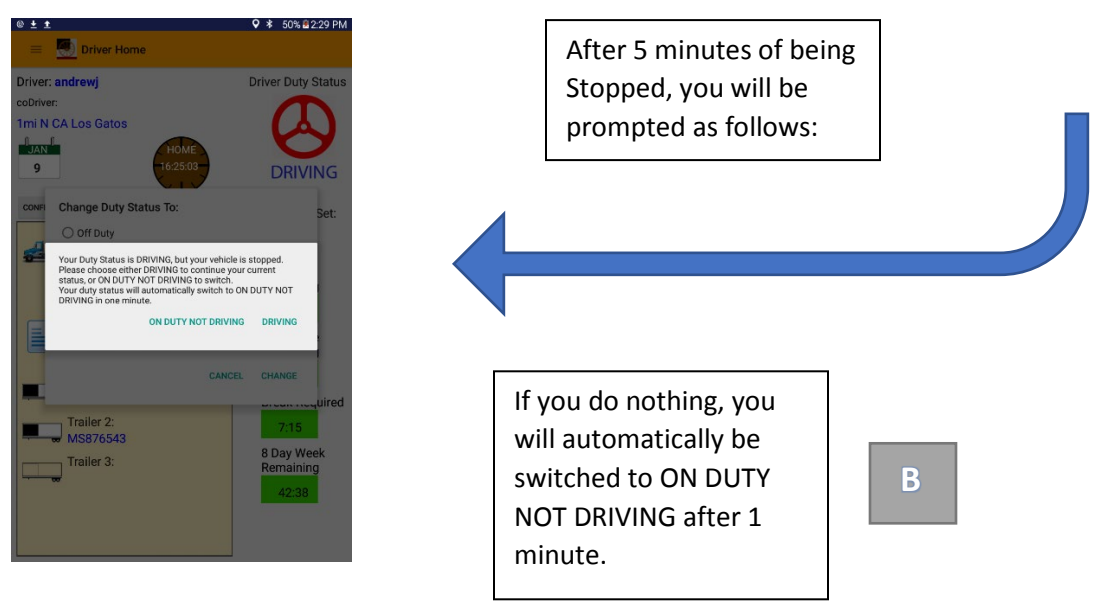 50% 2:29 PM
Driver Home
Driver: andrewj
Driver Duty Status
coDriver:
1mi N CA Los Gatos
JAN
9
HOME
16:25:03
DRIVING
CONF
Set:
Change Duty Status To:
Off Duty
Your Duty Status is DRIVING, but your vehicle is stopped.
Please choose either DRIVING to continue your current
status, or ON DUTY NOT DRIVING to switch.
Your duty status will automatically switch to ON DUTY NOT
DRIVING in one minute.
ON DUTY NOT DRIVING DRIVING
CANCEL CHANGE
Break Required
7:15
Trailer 2:
MS876543
Trailer 3:
8 Day Week
Remaining
42:38
After 5 minutes of being
Stopped, you will be
prompted as follows:
If you do nothing, you
will automatically be
switched to ON DUTY
NOT DRIVING after 1
minute.
B